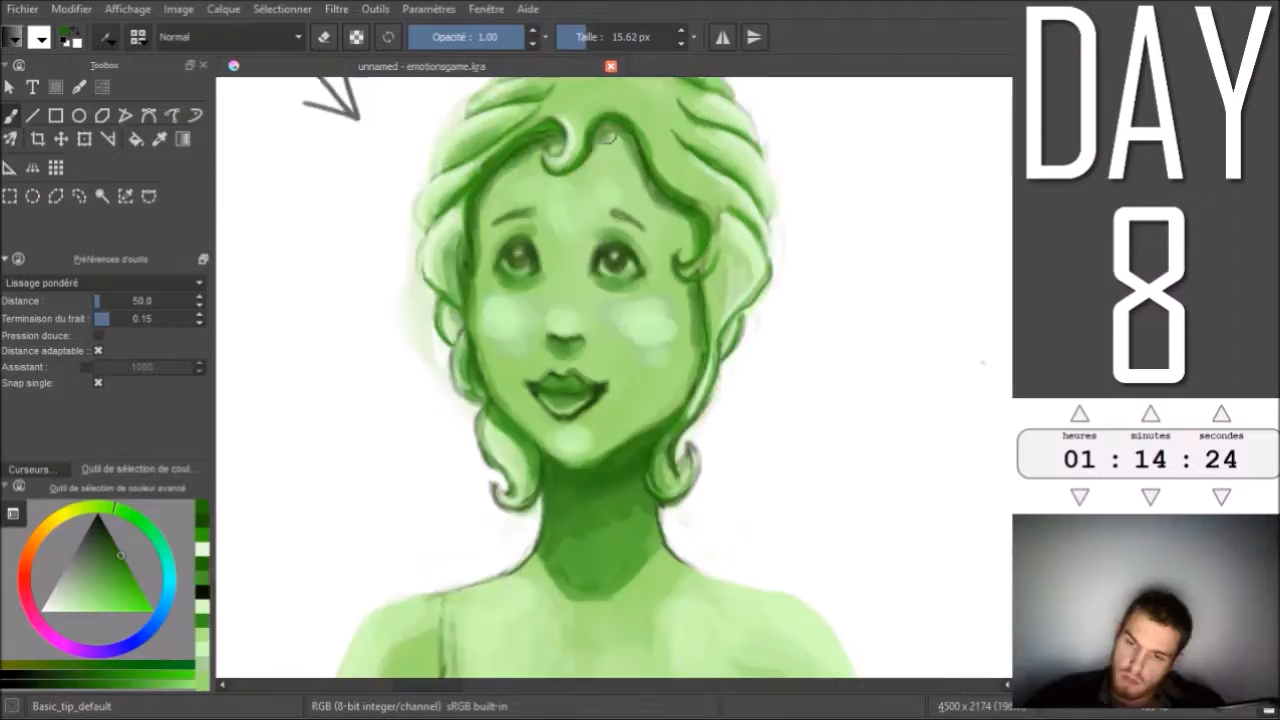 Fichier Modifier Affichage Image Calque Sélectionner Filtre Outils Paramètres Fenêtre Aide
Normal Opacité : 1.00 Taille : 15.62 px
Toolbox
unnamed - emotionsgame.kra
Préférences d'outils
Lissage pondéré
Distance : 50.0
Terminaison du trait : 0.15
Pression douce:
Distance adaptable :
Assistant : 1000
Snap single:
Curseurs... Outil de sélection de coul...
Outil de sélection de couleur avancé
Basic_tip_default
RGB (8-bit integer/channel) sRGB built-in
4500 x 2174
DAY
8
heures minutes secondes
01 : 14 : 24